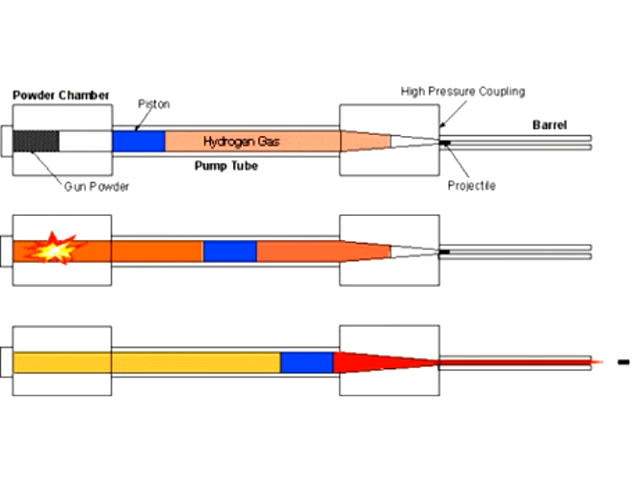 Powder Chamber
Piston
High Pressure Coupling
Barrel
Hydrogen Gas
Pump Tube
Gun Powder
Projectile